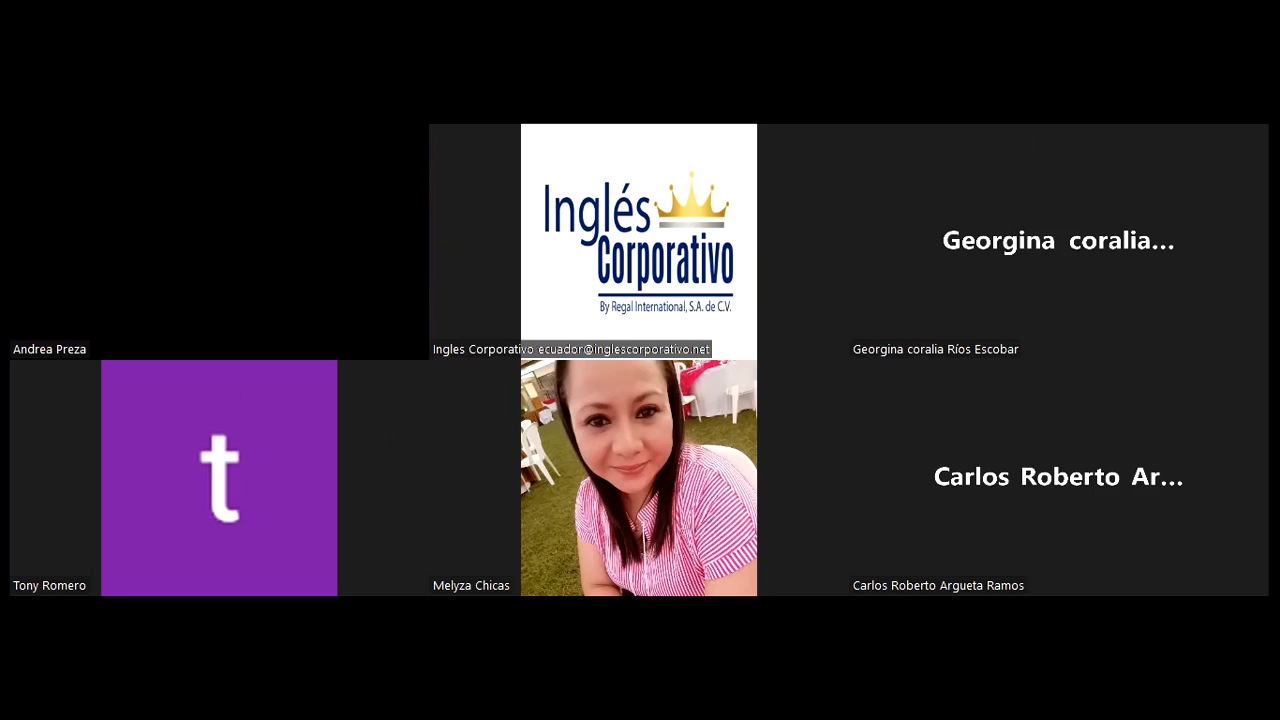 Inglés
Corporativo
By Regal International, S.A. de C.V.
Georgina coralia...
Andrea Preza
Ingles Corporativo ecuador@inglescorporativo.net
Georgina coralia Ríos Escobar
t
Carlos Roberto Ar...
Tony Romero
Melyza Chicas
Carlos Roberto Argueta Ramos